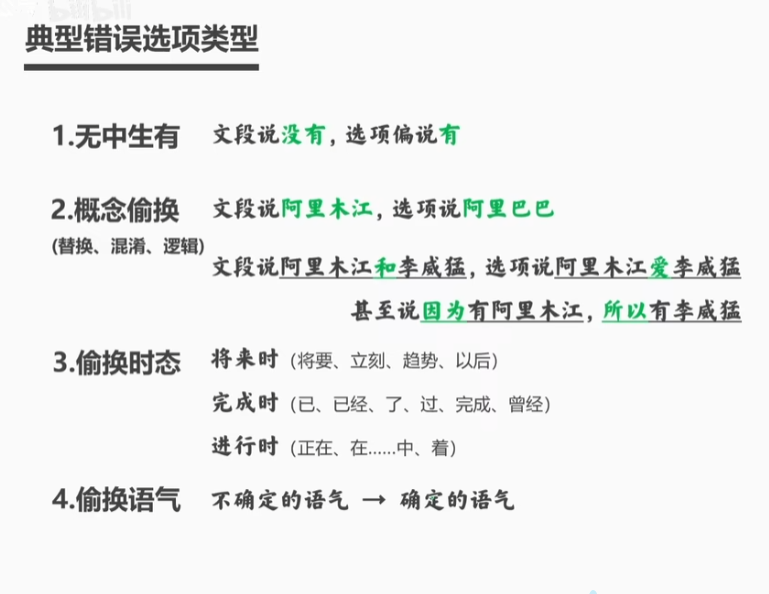 bilibili
典型错误选项类型
1.无中生有 文段说没有，选项偏说有
2.概念偷换 文段说阿里木江，选项说阿里巴巴
(替换、混淆、逻辑)
文段说阿里木江和李威猛，选项说阿里木江爱李威猛
甚至说因为有阿里木江，所以有李威猛
3.偷换时态 将来时（将要、立刻、趋势、以后）
完成时（已、已经、了、过、完成、曾经）
进行时（正在、在......中、着）
4.偷换语气 不确定的语气 → 确定的语气